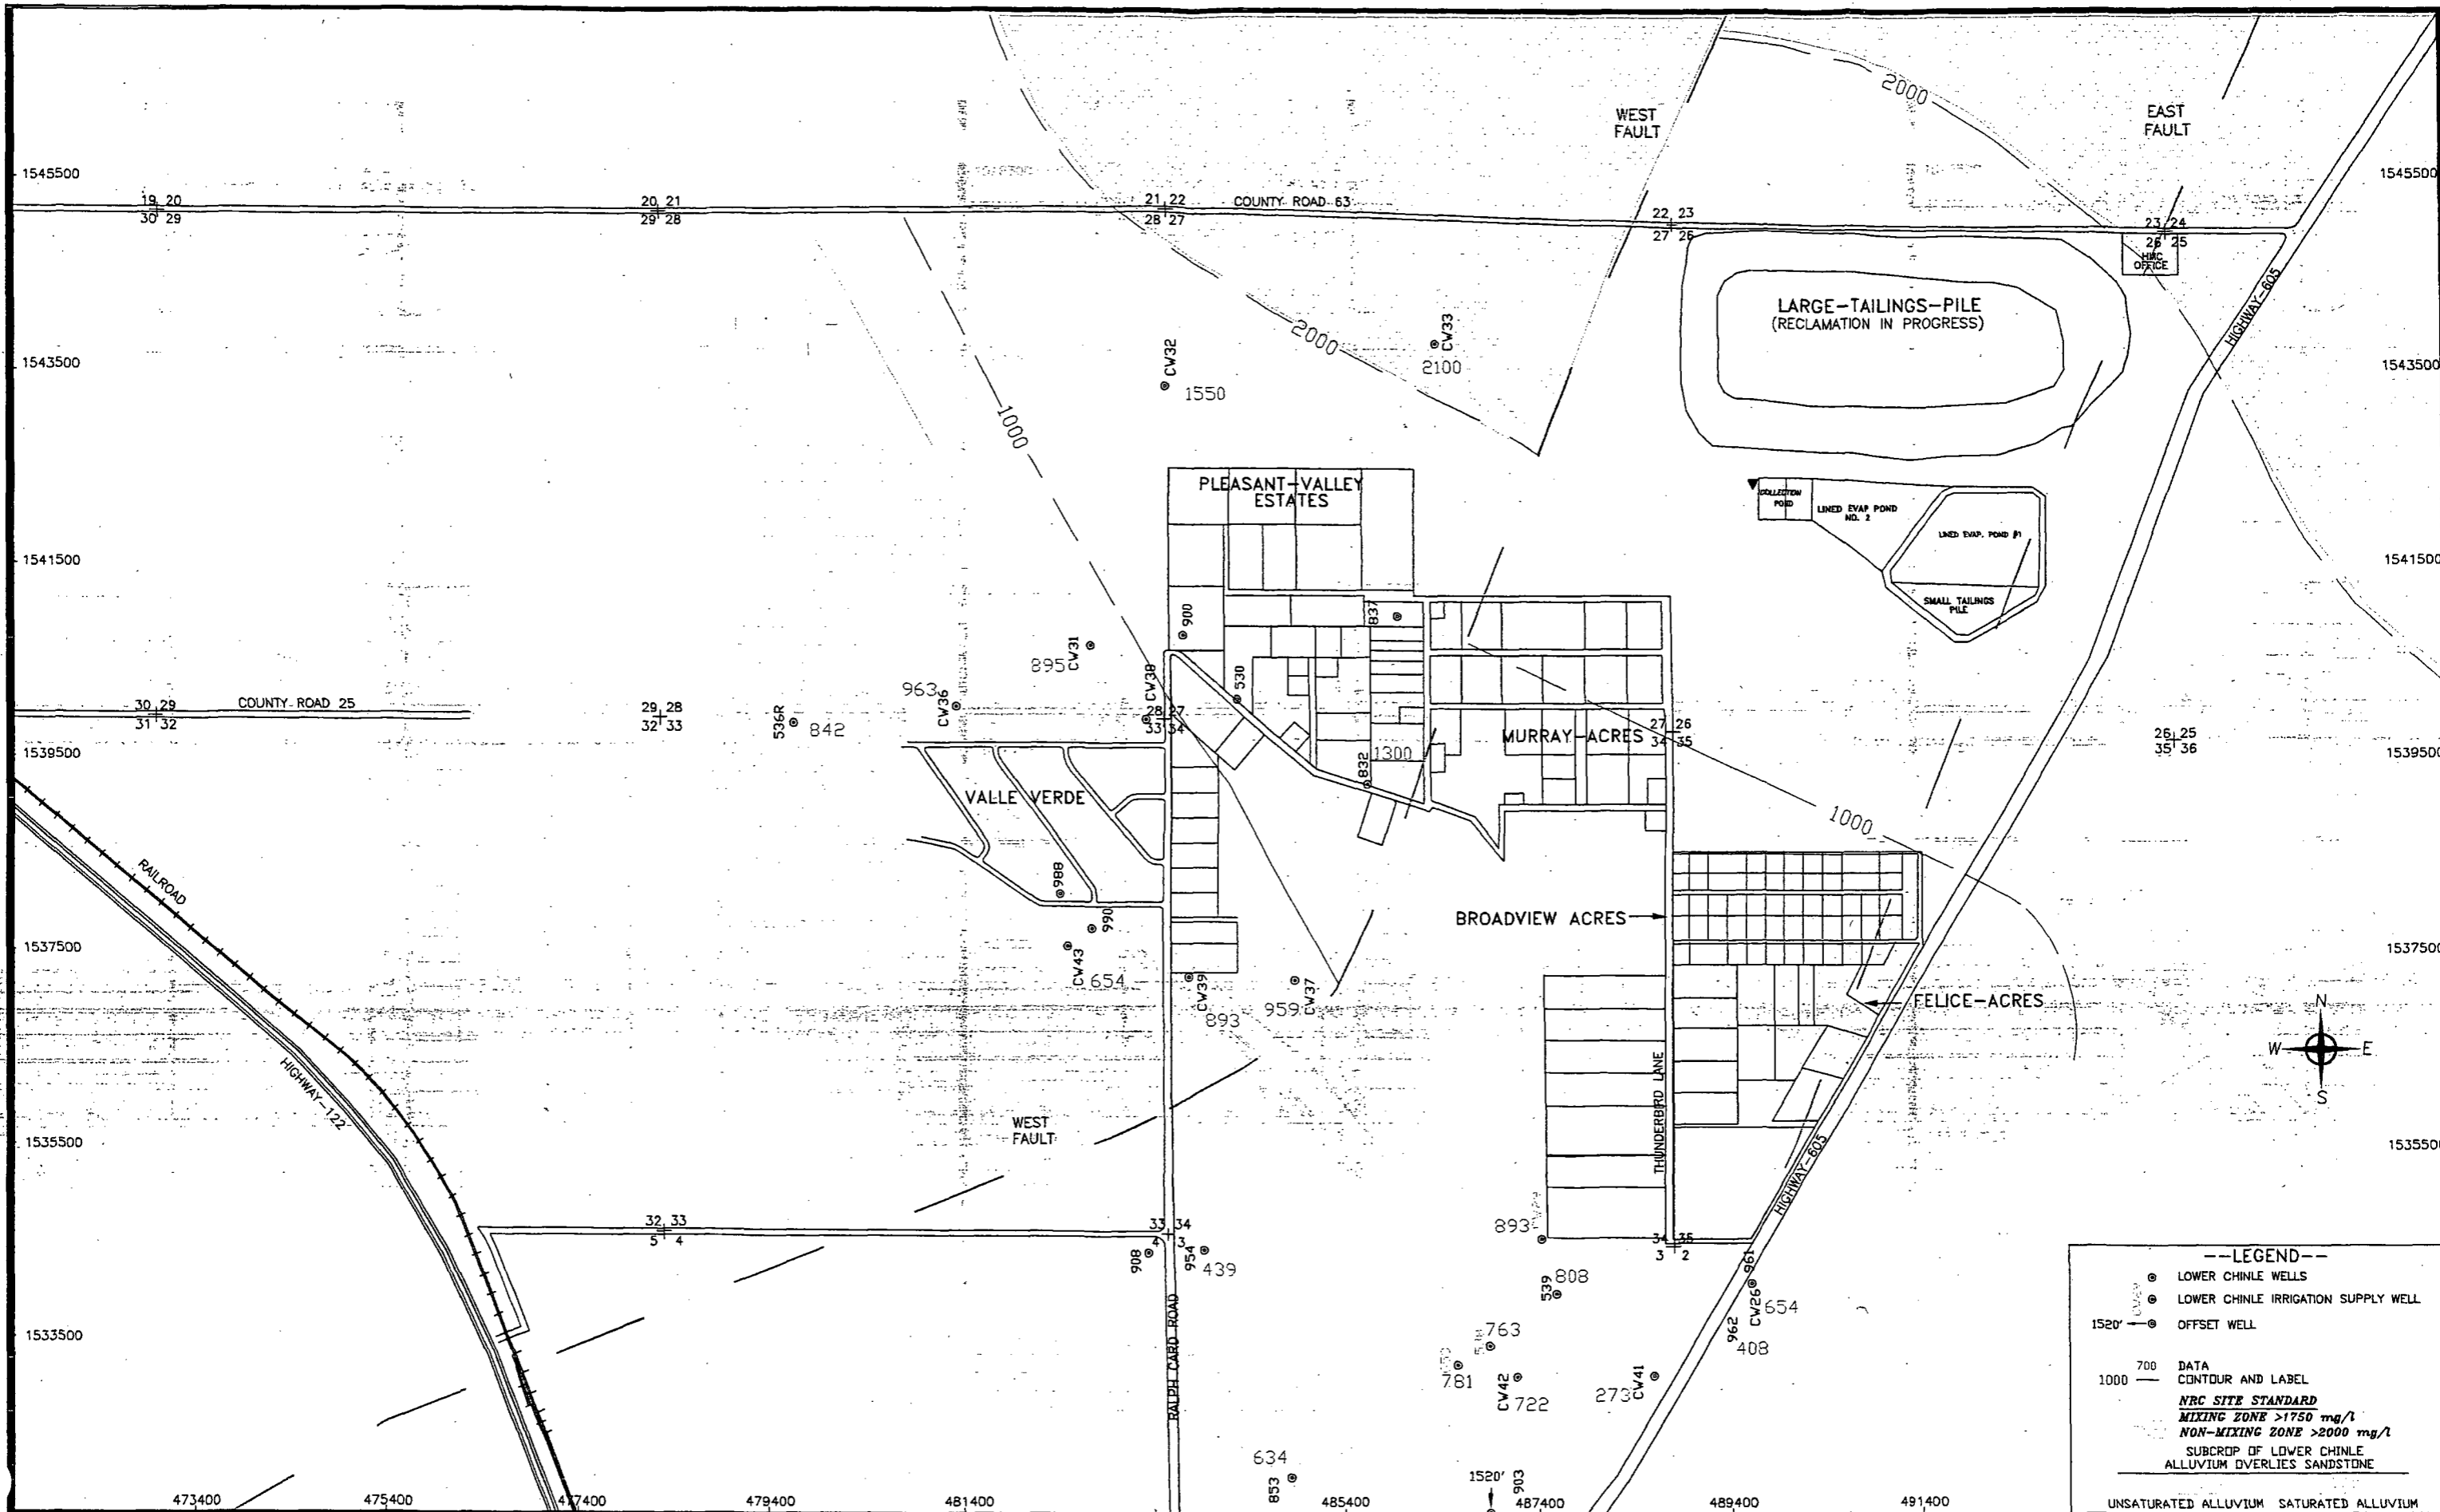 2000
WEST
FAULT
EAST
FAULT
1545500
1545500
19 20
30 29
20 21
29 28
21 22
28 27
COUNTY ROAD 63
22 23
27 26
23 24
26 25
HMC
OFFICE
HIGHWAY-605
LARGE-TAILINGS-PILE
(RECLAMATION IN PROGRESS)
2000
CW33
2100
CW32
1550
1543500
1543500
1000
PLEASANT-VALLEY
ESTATES
COLLECTION
POND
LINED EVAP POND
NO. 2
LINED EVAP. POND #1
SMALL TAILINGS
PILE
1541500
1541500
900
837
895
CW31
963
CW36
CW38
530
30 29
31 32
COUNTY ROAD 25
29 28
32 33
536R
842
28 27
33 34
27 26
34 35
MURRAY-ACRES
26 25
35 36
1539500
1539500
832
1300
VALLE VERDE
1000
RAILROAD
988
990
BROADVIEW ACRES
1537500
1537500
CW43
654
CW39
893
959
CW37
FELICE-ACRES
N
W
E
S
HIGHWAY-122
WEST
FAULT
THUNDERBIRD LANE
1535500
1535500
HIGHWAY-605
32 33
5 4
33 34
4 3
34 35
3 2
893
908
954
439
539
808
961
CW26
654
962
408
763
781
CW42
722
273
CW41
RALPH CARD ROAD
1533500
634
853
1520'
903
--LEGEND--
LOWER CHINLE WELLS
LOWER CHINLE IRRIGATION SUPPLY WELL
1520' OFFSET WELL
700 DATA
1000 CONTOUR AND LABEL
NRC SITE STANDARD
MIXING ZONE >1750 mg/l
NON-MIXING ZONE >2000 mg/l
SUBCROP OF LOWER CHINLE
ALLUVIUM OVERLIES SANDSTONE
UNSATURATED ALLUVIUM SATURATED ALLUVIUM
473400
475400
477400
479400
481400
485400
487400
489400
491400